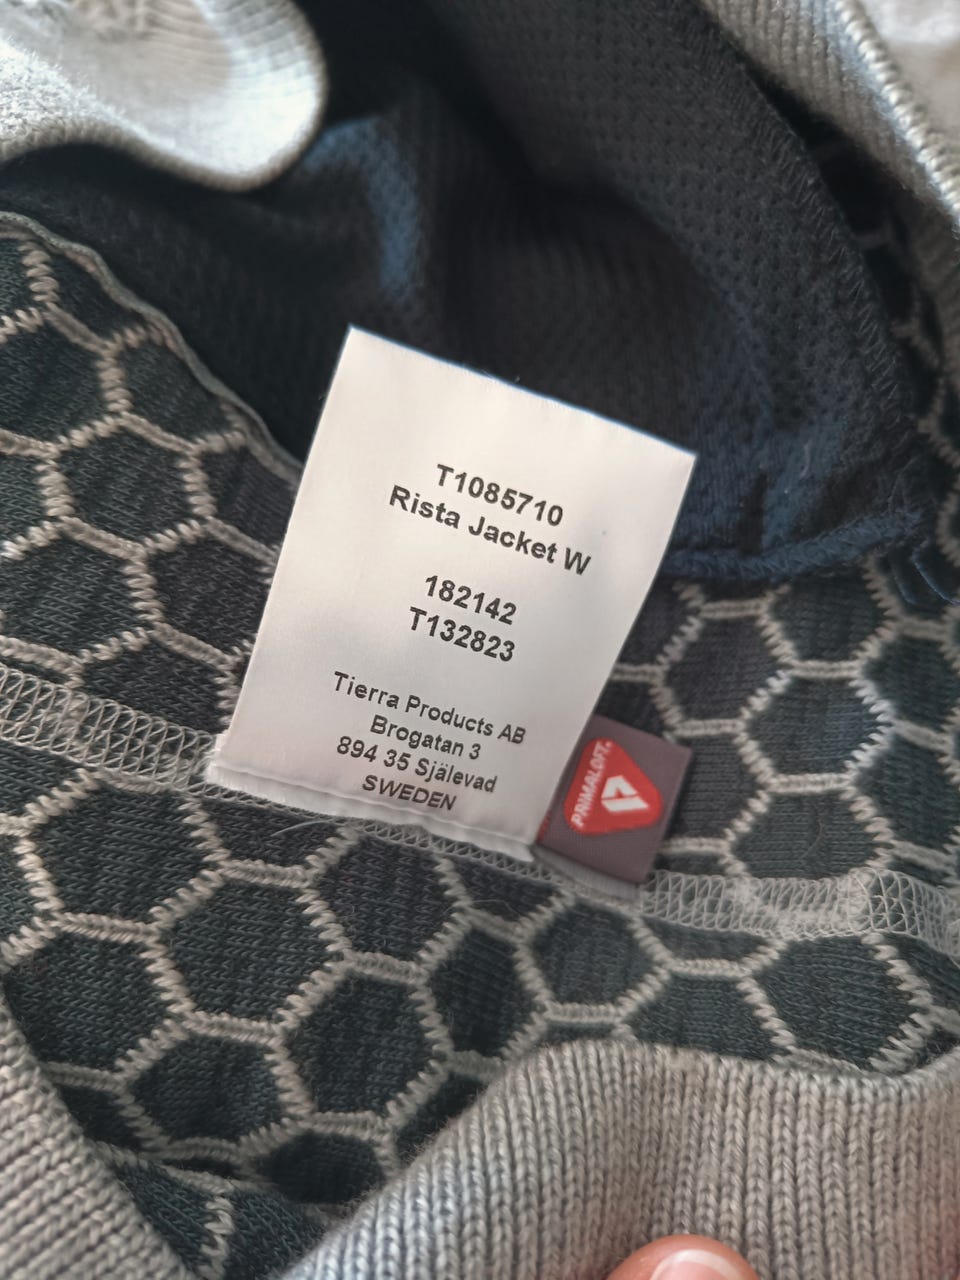 T1085710
Rista Jacket W
182142
T132823
Tierra Products AB
Brogatan 3
894 35 Själevad
SWEDEN
PRIMALOFT